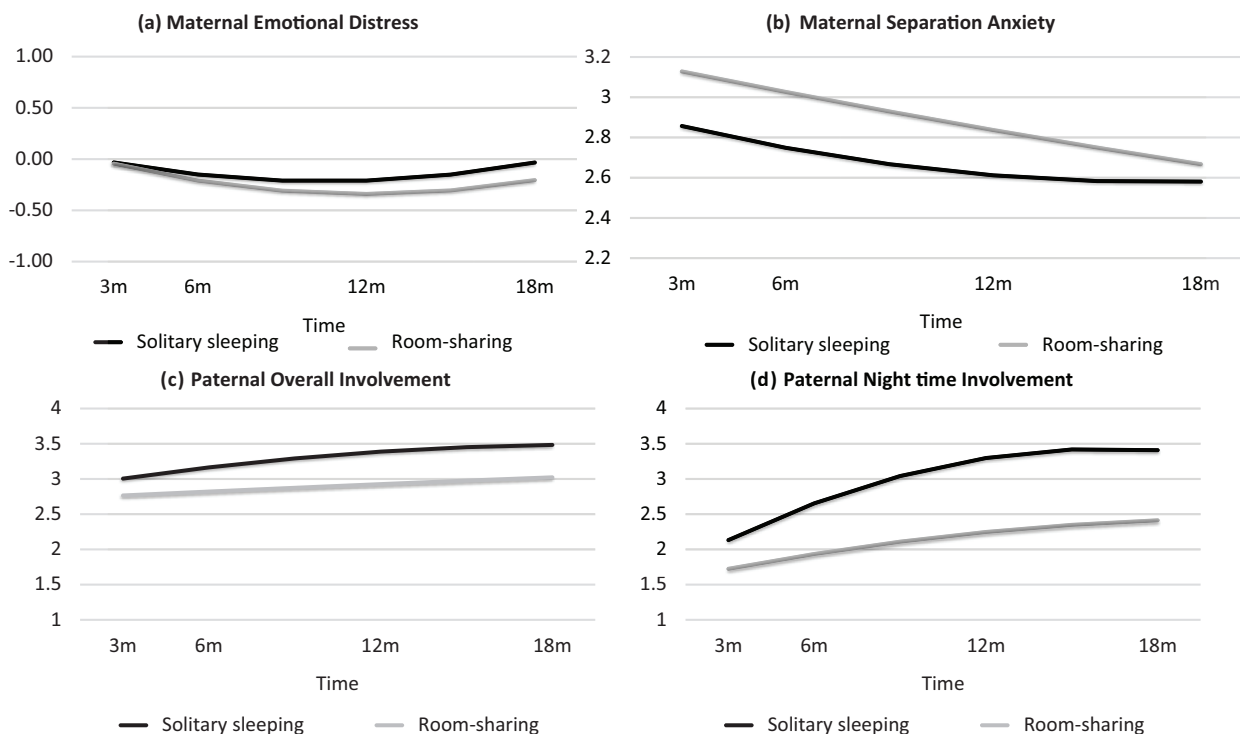 (a) Maternal Emotional Distress
1.00
0.50
0.00
-0.50
-1.00
3m 6m 12m 18m
Time
Solitary sleeping Room-sharing
(b) Maternal Separation Anxiety
3.2
3
2.8
2.6
2.4
2.2
3m 6m 12m 18m
Time
Solitary sleeping Room-sharing
(c) Paternal Overall Involvement
4
3.5
3
2.5
2
1.5
1
3m 6m 12m 18m
Time
Solitary sleeping Room-sharing
(d) Paternal Night time Involvement
4
3.5
3
2.5
2
1.5
1
3m 6m 12m 18m
Time
Solitary sleeping Room-sharing